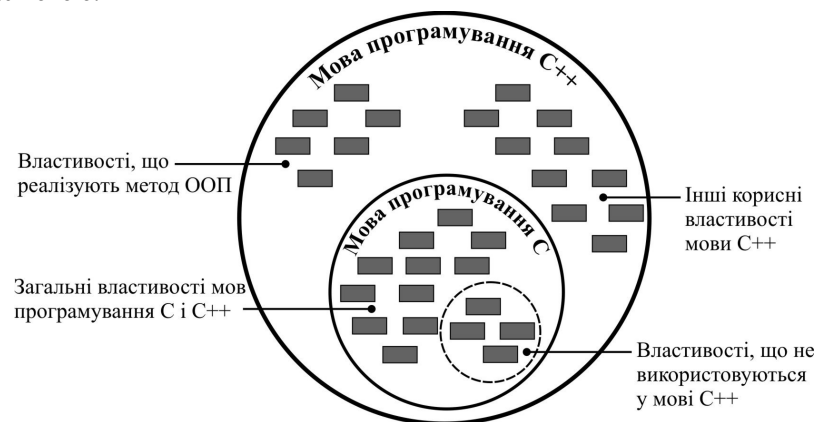 Мова програмування C++
Властивості, що
реалізують метод ООП
Інші корисні
властивості
мови C++
Мова програмування C
Загальні властивості мов
програмування C і C++
Властивості, що не
використовуються
у мові C++